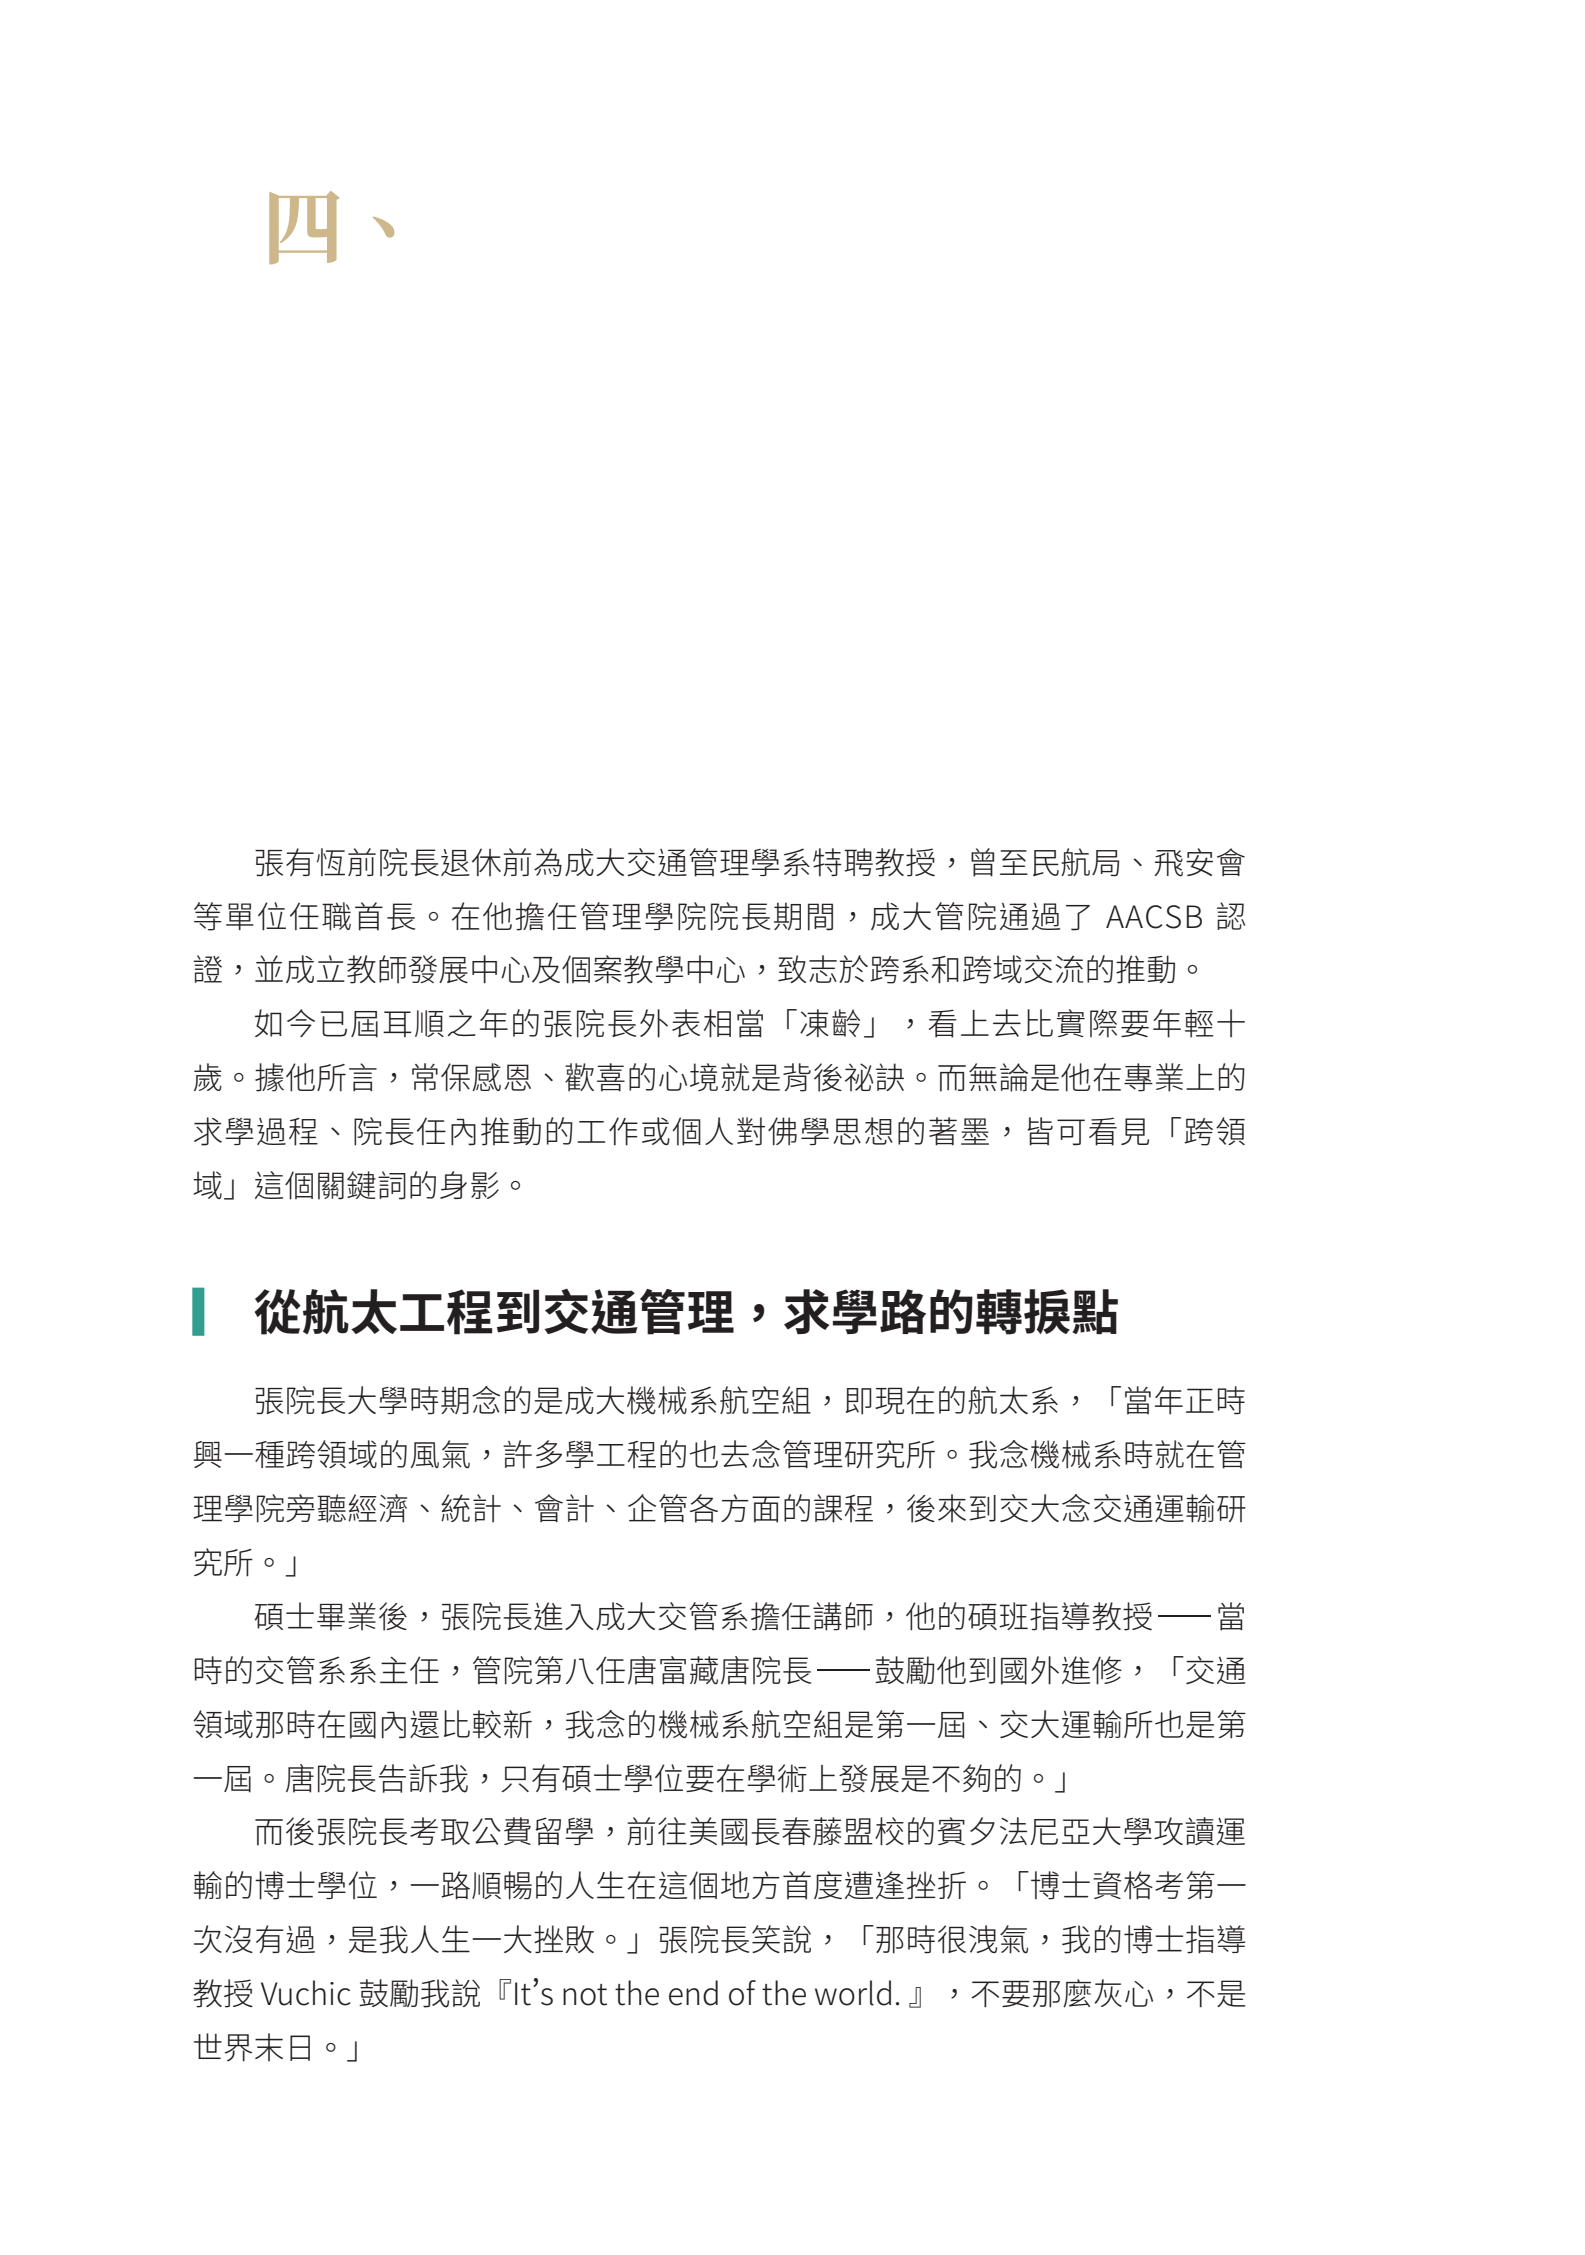 四、
張有恆前院長退休前為成大交通管理學系特聘教授，曾至民航局、飛安會
等單位任職首長。在他擔任管理學院院長期間，成大管院通過了 AACSB 認
證，並成立教師發展中心及個案教學中心，致志於跨系和跨域交流的推動。
如今已屆耳順之年的張院長外表相當「凍齡」，看上去比實際要年輕十
歲。據他所言，常保感恩、歡喜的心境就是背後祕訣。而無論是他在專業上的
求學過程、院長任內推動的工作或個人對佛學思想的著墨，皆可看見「跨領
域」這個關鍵詞的身影。
從航太工程到交通管理，求學路的轉捩點
張院長大學時期念的是成大機械系航空組，即現在的航太系，「當年正時
興一種跨領域的風氣，許多學工程的也去念管理研究所。我念機械系時就在管
理學院旁聽經濟、統計、會計、企管各方面的課程，後來到交大念交通運輸研
究所。」
碩士畢業後，張院長進入成大交管系擔任講師，他的碩班指導教授——當
時的交管系系主任，管院第八任唐富藏唐院長——鼓勵他到國外進修，「交通
領域那時在國內還比較新，我念的機械系航空組是第一屆、交大運輸所也是第
一屆。唐院長告訴我，只有碩士學位要在學術上發展是不夠的。」
而後張院長考取公費留學，前往美國長春藤盟校的賓夕法尼亞大學攻讀運
輸的博士學位，一路順暢的人生在這個地方首度遭逢挫折。「博士資格考第一
次沒有過，是我人生一大挫敗。」張院長笑說，「那時很洩氣，我的博士指導
教授 Vuchic 鼓勵我說『It’s not the end of the world. 』，不要那麼灰心，不是
世界末日。」